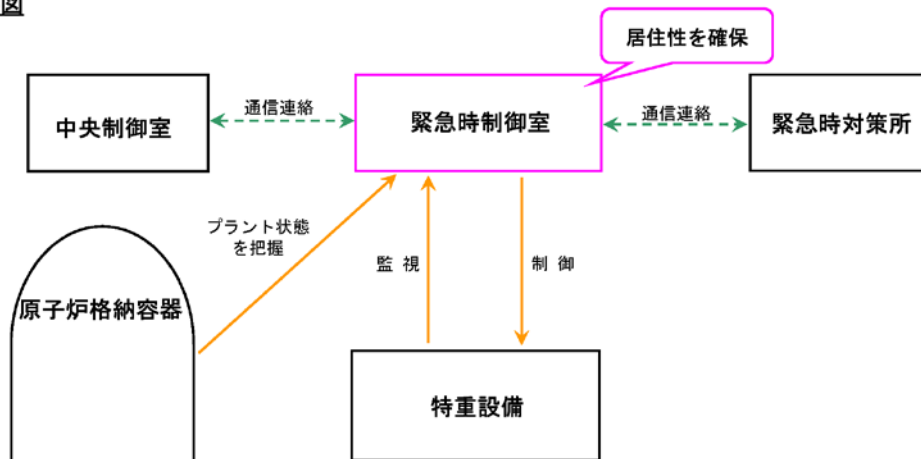 図
居住性を確保
中央制御室
通信連絡
緊急時制御室
通信連絡
緊急時対策所
プラント状態
を把握
監視
制御
原子炉格納容器
特重設備